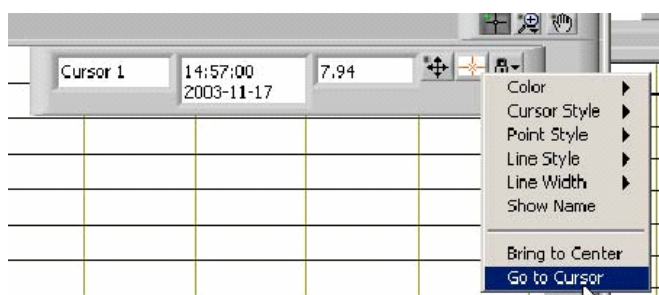 Cursor 1
14:57:00
2003-11-17
7.94
Color
Cursor Style
Point Style
Line Style
Line Width
Show Name
Bring to Center
Go to Cursor